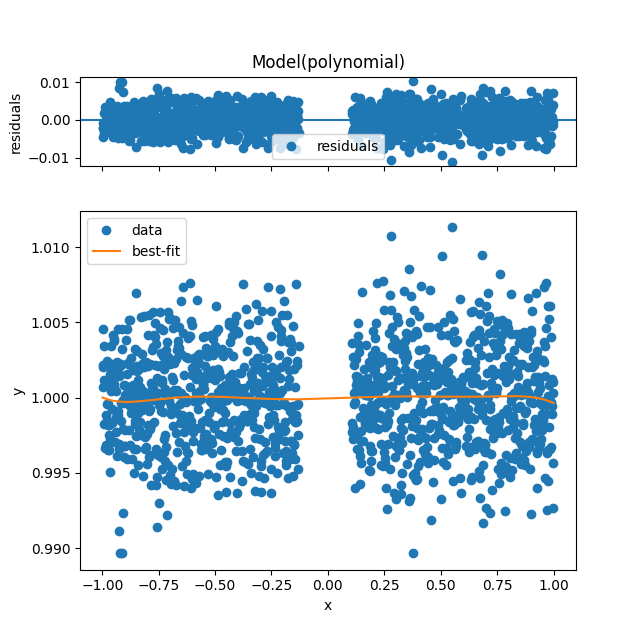 Model(polynomial)
0.01
0.00
−0.01
residuals
residuals
data
best-fit
1.010
1.005
1.000
0.995
0.990
y
−1.00 −0.75 −0.50 −0.25 0.00 0.25 0.50 0.75 1.00
x